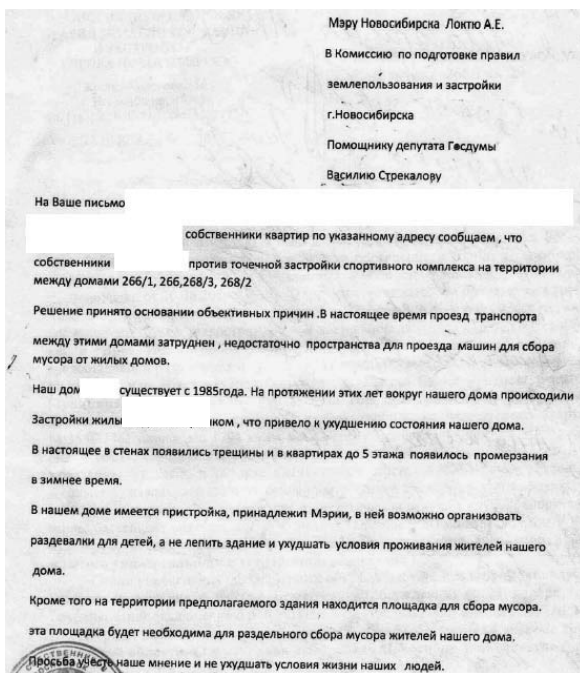 Мэру Новосибирска Локтю А.Е.
В Комиссию по подготовке правил
землепользования и застройки
г.Новосибирска
Помощнику депутата Госдумы
Василию Стрекалову
На Ваше письмо
собственники квартир по указанному адресу сообщаем , что
собственники против точечной застройки спортивного комплекса на территории
между домами 266/1, 266,268/3, 268/2
Решение принято основании объективных причин .В настоящее время проезд транспорта
между этими домами затруднен , недостаточно пространства для проезда машин для сбора
мусора от жилых домов.
Наш дом существует с 1985года. На протяжении этих лет вокруг нашего дома происходили
Застройки ком , что привело к ухудшению состояния нашего дома.
В настоящее в стенах появились трещины и в квартирах до 5 этажа появилось промерзания
в зимнее время.
В нашем доме имеется пристройка, принадлежит Мэрии, в ней возможно организовать
раздевалки для детей, а не лепить здание и ухудшать условия проживания жителей нашего
дома.
Кроме того на территории предполагаемого здания находится площадка для сбора мусора.
эта площадка будет необходима для раздельного сбора мусора жителей нашего дома.
Просьба учесть наше мнение и не ухудшать условия жизни наших людей.